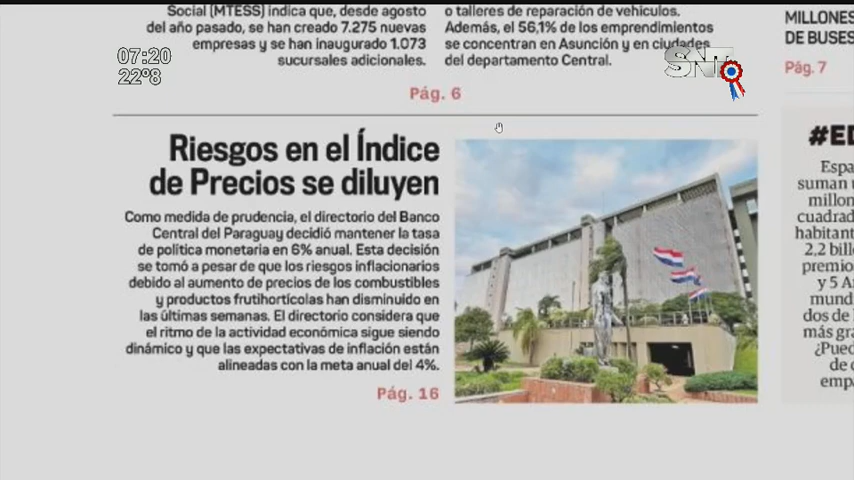 Social (MTESS) indica que, desde agosto
del año pasado, se han creado 7.275 nuevas
empresas y se han inaugurado 1.073
sucursales adicionales.
o talleres de reparación de vehículos.
Además, el 56,1% de los emprendimientos
se concentran en Asunción y en ciudades
del departamento Central.
Pág. 6
07:20
22º8
SNT
MILLONES
DE BUSES
Pág. 7
Riesgos en el Índice
de Precios se diluyen
Como medida de prudencia, el directorio del Banco
Central del Paraguay decidió mantener la tasa
de política monetaria en 6% anual. Esta decisión
se tomó a pesar de que los riesgos inflacionarios
debido al aumento de precios de los combustibles
y productos frutihortícolas han disminuido en
las últimas semanas. El directorio considera que
el ritmo de la actividad económica sigue siendo
dinámico y que las expectativas de inflación están
alineadas con la meta anual del 4%.
Pág. 16
#ED
Espa
suman
millon
cuadra
habitant
2,2 bill
premio
y 5 A
mund
dos de
más gra
¿Pued
de c
empa